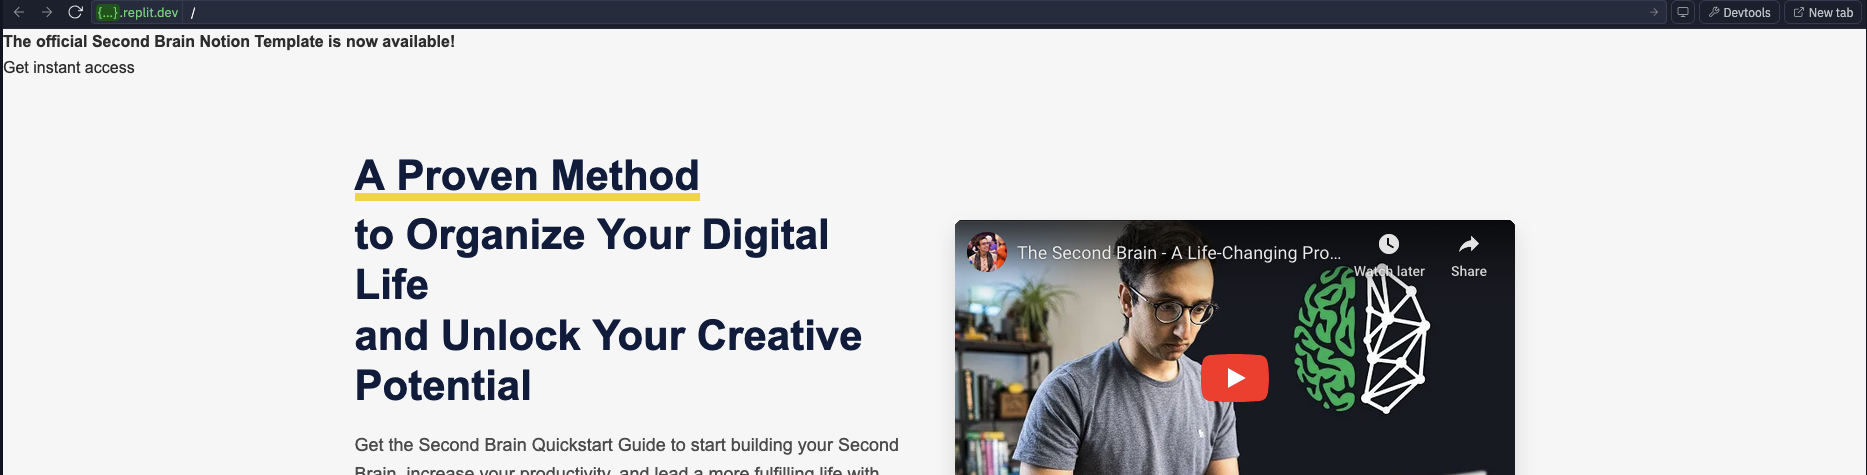 {...}.replit.dev /
Devtools
New tab
The official Second Brain Notion Template is now available!
Get instant access
A Proven Method
to Organize Your Digital
Life
and Unlock Your Creative
Potential
Get the Second Brain Quickstart Guide to start building your Second
Brain, increase your productivity, and lead a more fulfilling life with
The Second Brain - A Life-Changing Pro...
Watch later
Share